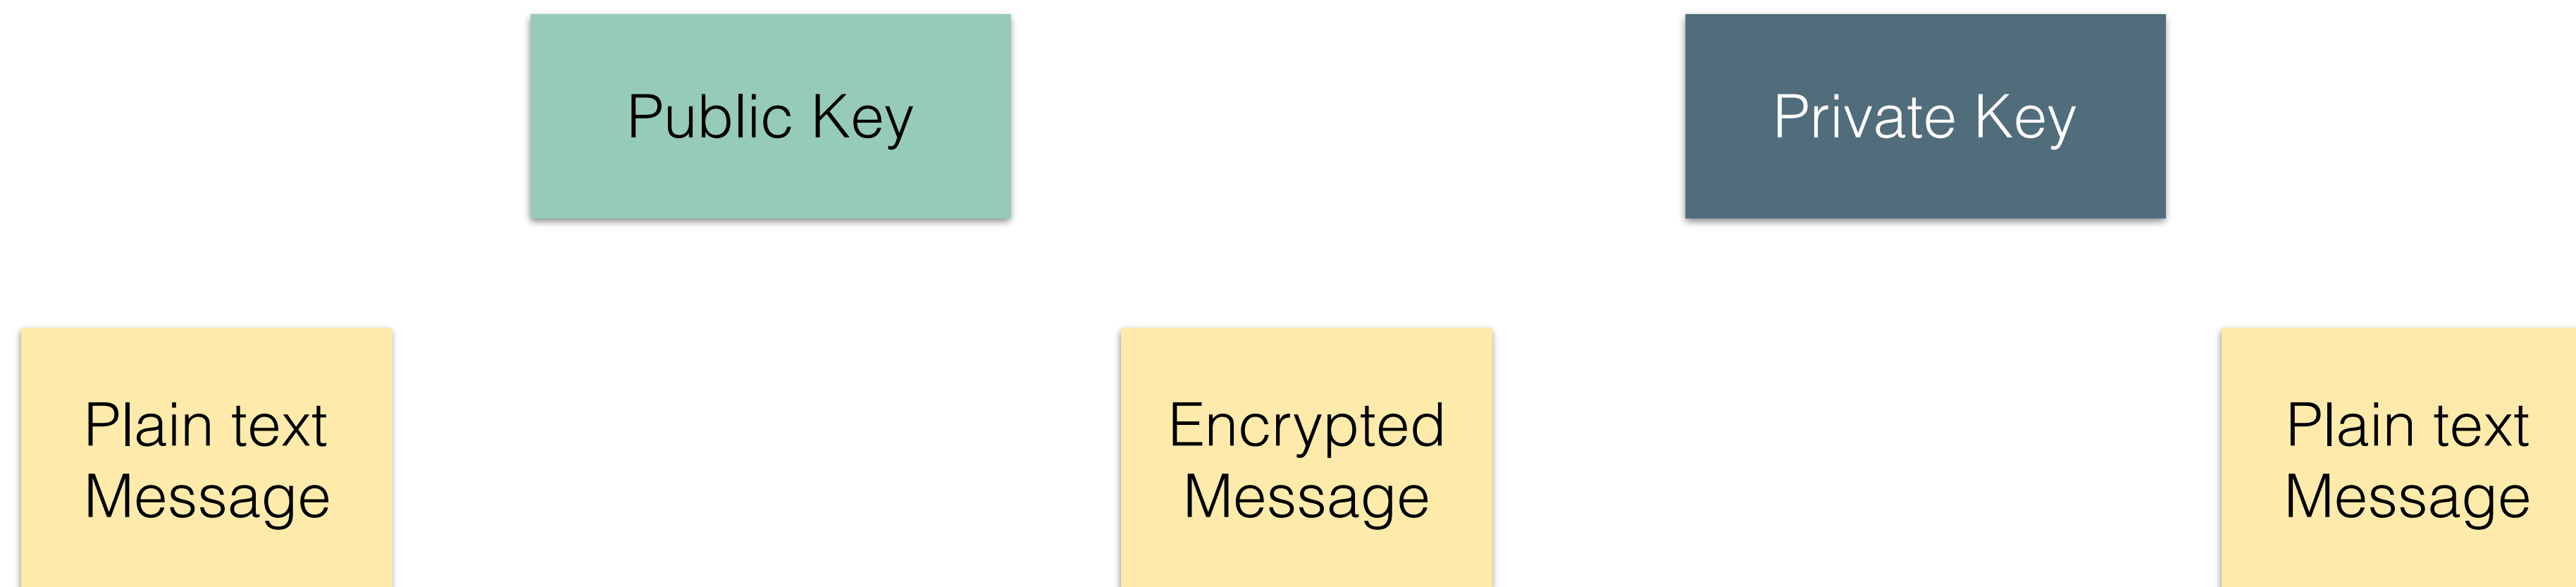 Public Key
Private Key
Plain text
Message
Encrypted
Message
Plain text
Message